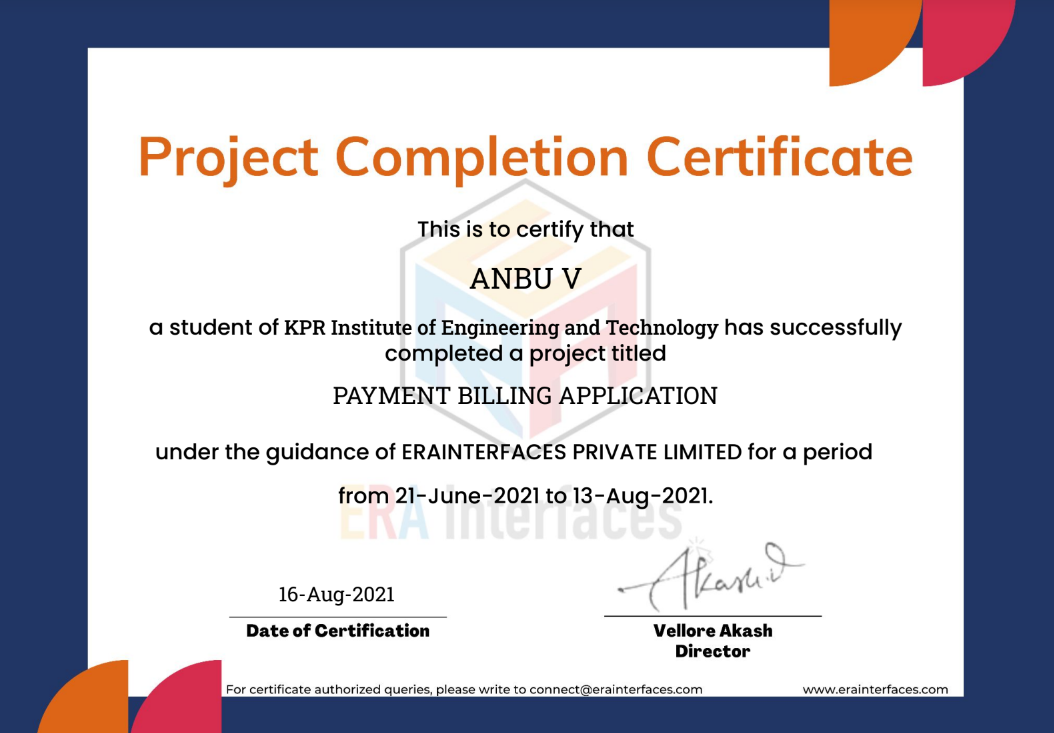 Project Completion Certificate
This is to certify that
ANBU V
a student of KPR Institute of Engineering and Technology has successfully
completed a project titled
PAYMENT BILLING APPLICATION
under the guidance of ERAINTERFACES PRIVATE LIMITED for a period
from 21-June-2021 to 13-Aug-2021.
ERA Interfaces
16-Aug-2021
Date of Certification
Akash.V
Vellore Akash
Director
For certificate authorized queries, please write to connect@erainterfaces.com
www.erainterfaces.com